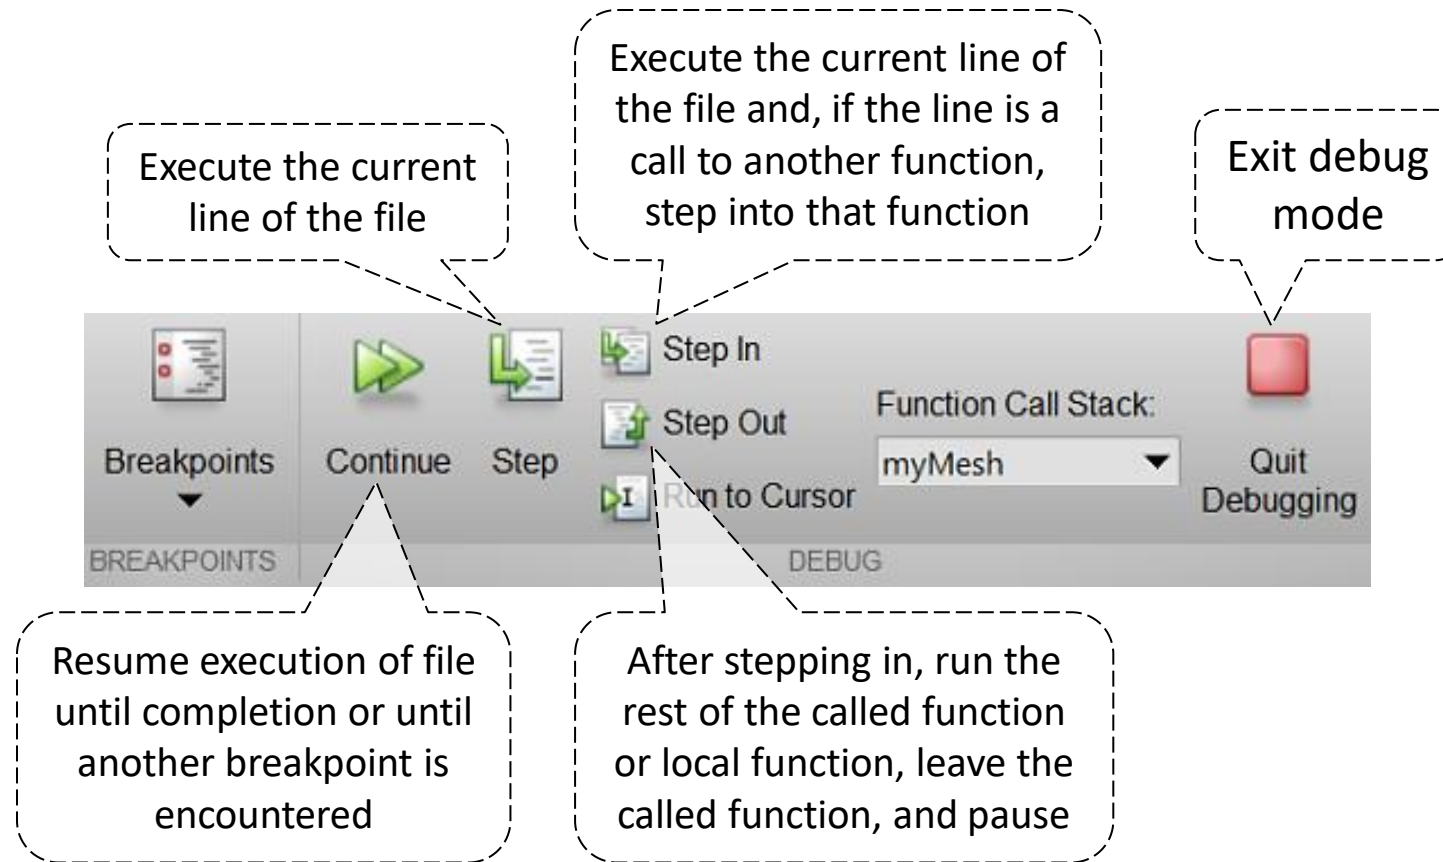 Execute the current line of
the file and, if the line is a
call to another function,
step into that function
Execute the current
line of the file
Exit debug
mode
Breakpoints
Continue
Step
Step In
Step Out
Run to Cursor
Function Call Stack:
myMesh
Quit
Debugging
BREAKPOINTS
DEBUG
Resume execution of file
until completion or until
another breakpoint is
encountered
After stepping in, run the
rest of the called function
or local function, leave the
called function, and pause